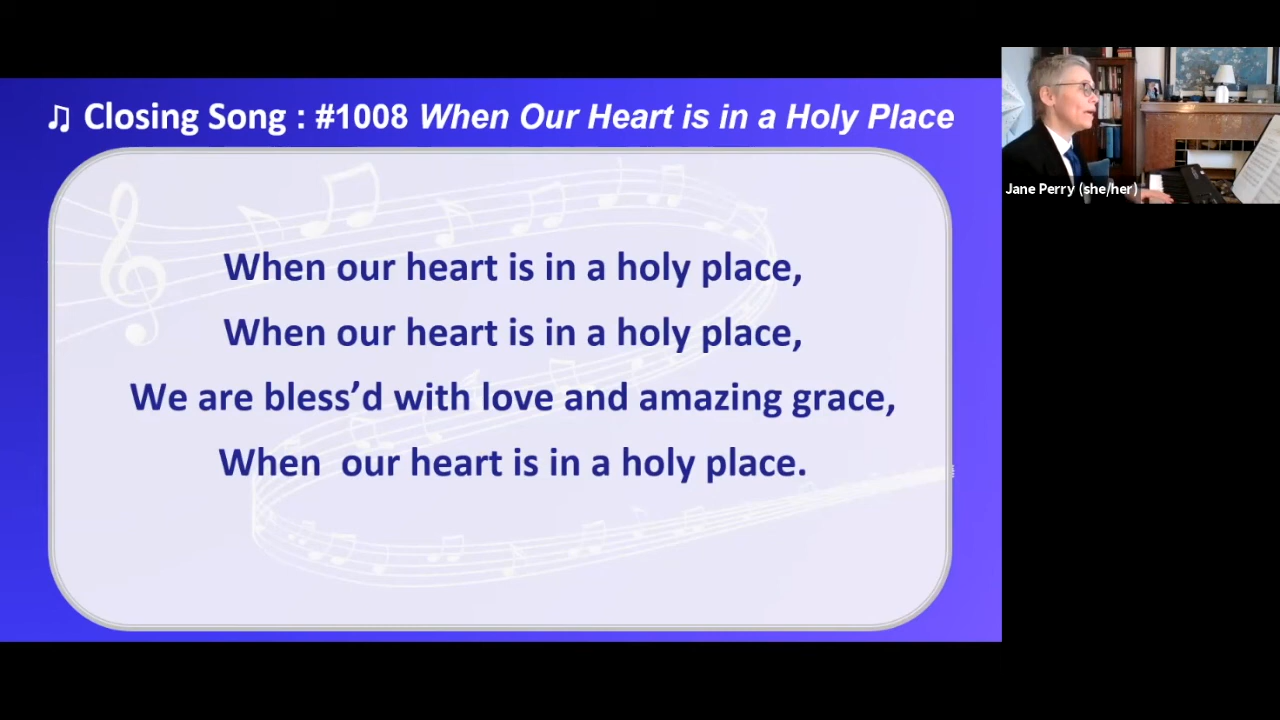 ♫ Closing Song : #1008 When Our Heart is in a Holy Place
When our heart is in a holy place,
When our heart is in a holy place,
We are bless’d with love and amazing grace,
When  our heart is in a holy place.
Jane Perry (she/her)